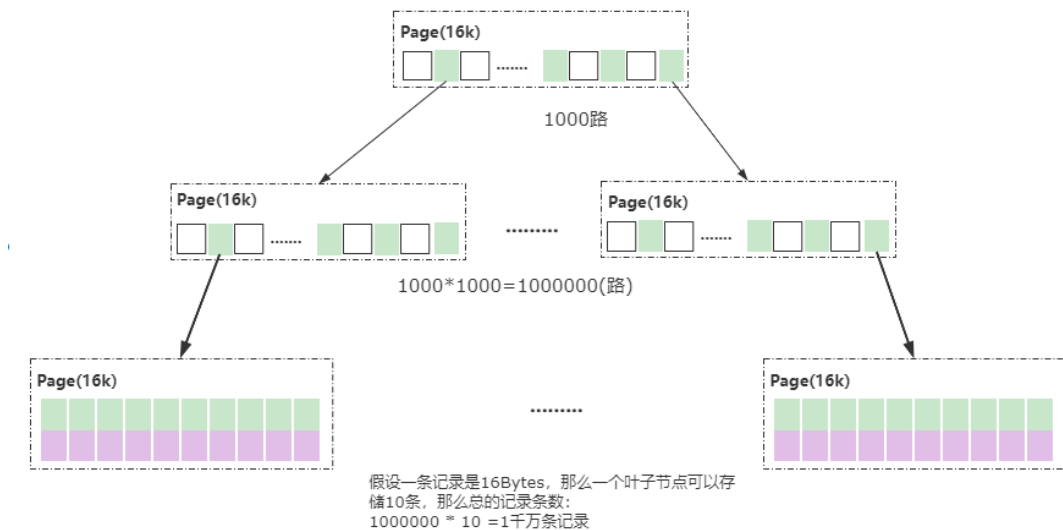 Page(16k)
.......
1000路
Page(16k)
.......
.........
Page(16k)
.......
1000*1000=1000000(路)
Page(16k)
.........
Page(16k)
假设一条记录是16Bytes，那么一个叶子节点可以存
储10条，那么总的记录条数：
1000000 * 10 =1千万条记录